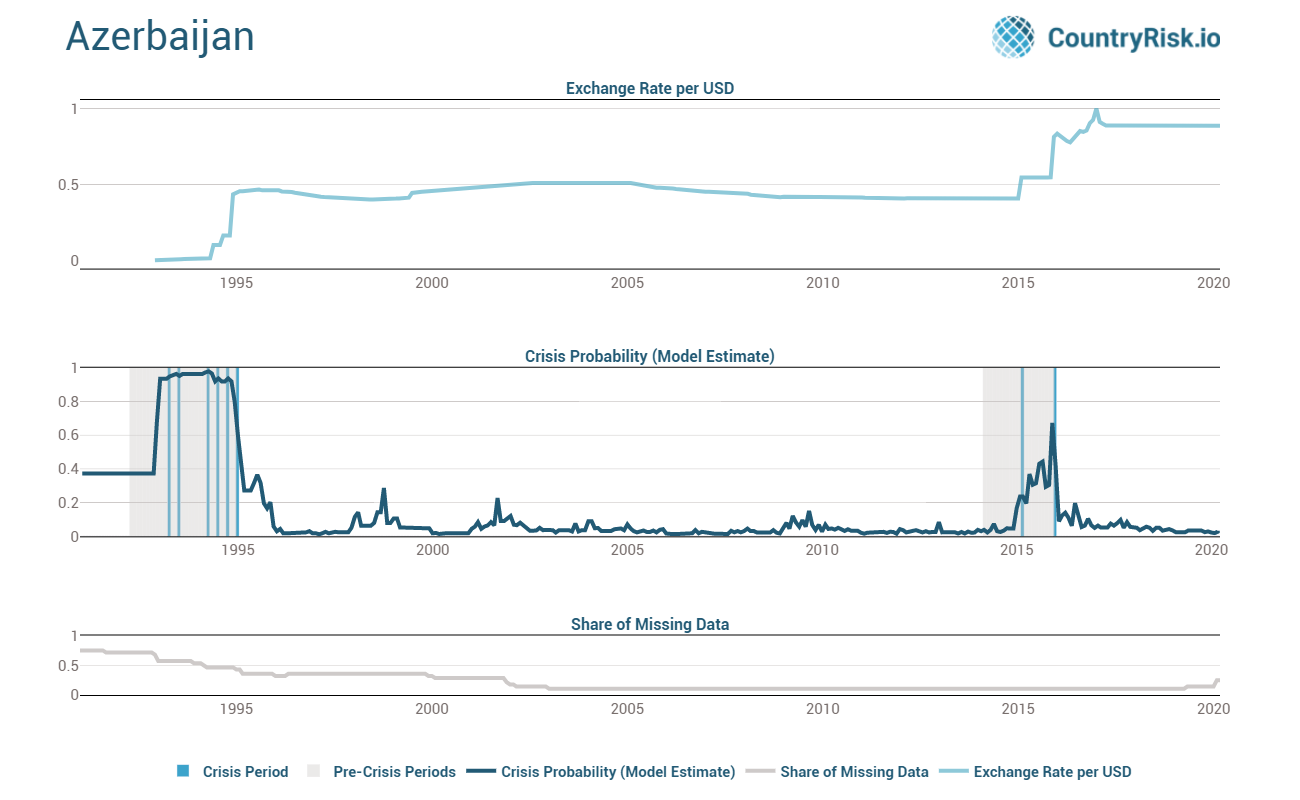 Azerbaijan
CountryRisk.io
Exchange Rate per USD
1
0.5
0
1995 2000 2005 2010 2015 2020
Crisis Probability (Model Estimate)
1
0.8
0.6
0.4
0.2
0
1995 2000 2005 2010 2015 2020
Share of Missing Data
1
0.5
0
1995 2000 2005 2010 2015 2020
Crisis Period Pre-Crisis Periods Crisis Probability (Model Estimate) Share of Missing Data Exchange Rate per USD